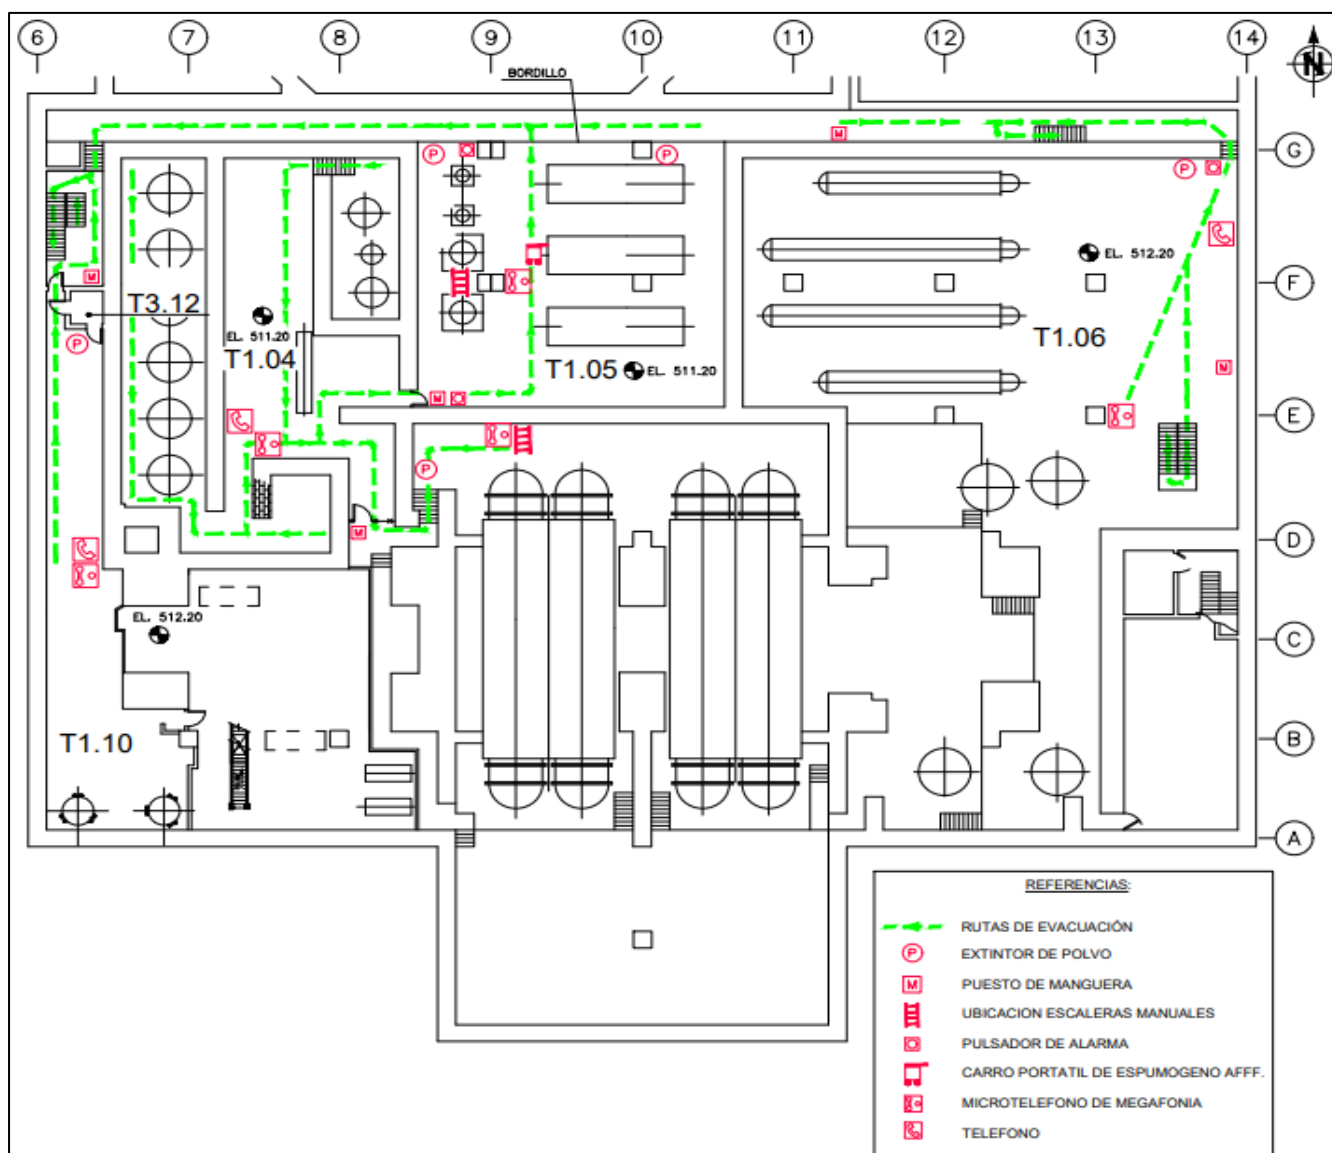 6 7 8 9 10 11 12 13 14
N
BORDILLO
G
P P
M
P
F
M
T3.12
EL. 512.20
EL. 511.20
T1.04
P
T1.05
EL. 511.20
T1.06
M
M
E
P
M
D
EL. 512.20
C
T1.10
B
A
REFERENCIAS:
RUTAS DE EVACUACIÓN
P EXTINTOR DE POLVO
M PUESTO DE MANGUERA
UBICACION ESCALERAS MANUALES
PULSADOR DE ALARMA
CARRO PORTATIL DE ESPUMOGENO AFFF.
MICROTELEFONO DE MEGAFONIA
TELEFONO